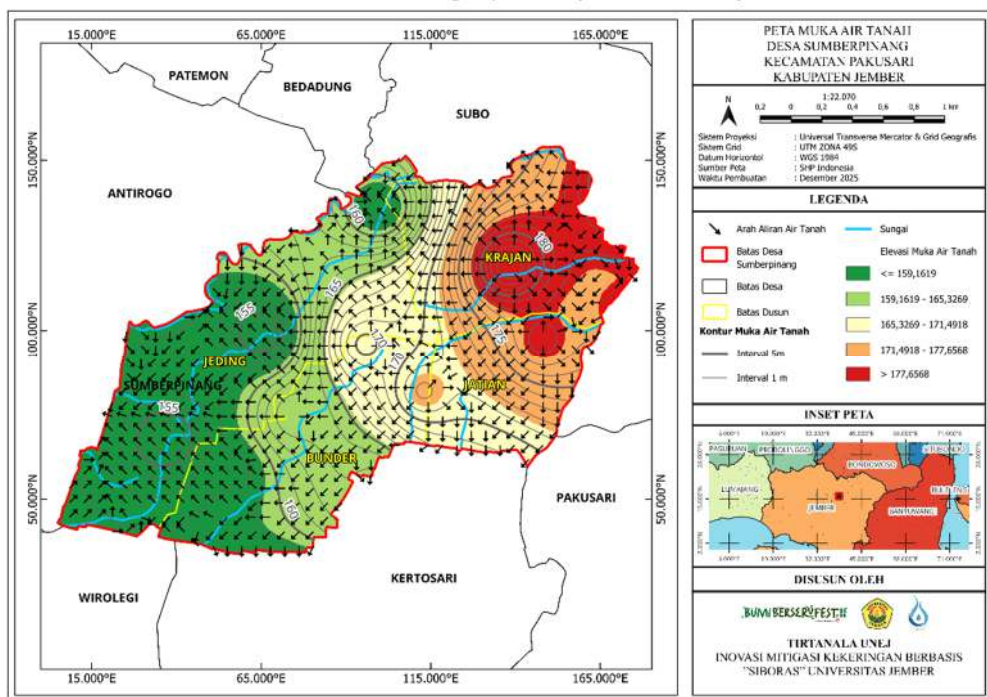 15.000°E 65.000°E 115.000°E 165.000°E
150.000°N
100.000°N
50.000°N
150.000°N
100.000°N
50.000°N
PATEMON
BEDADUNG
SUBO
ANTIROGO
160
KRAJAN
180
165
155
170
175
JEDING
170
SUMBERPINANG
JATIAN
155
BUNDER
160
PAKUSARI
WIROLEGI
KERTOSARI
15.000°E 65.000°E 115.000°E 165.000°E
PETA MUKA AIR TANAH
DESA SUMBERPINANG
KECAMATAN PAKUSARI
KABUPATEN JEMBER
1:22.070
N
0,2 0 0,2 0,4 0,6 0,8 1 km
Sistem Proyeksi : Universal Transverse Mercator & Grid Geografis
Sistem Grid : UTM ZONA 49S
Datum Horizontol : WGS 1984
Sumber Peta : SHP Indonesia
Waktu Pembuatan : Desember 2025
LEGENDA
Arah Aliran Air Tanah
Batas Desa
Sumberpinang
Batas Desa
Batas Dusun
Kontur Muka Air Tanah
Interval 5m
Interval 1 m
Sungai
Elevasi Muka Air Tanah
<= 159,1619
159,1619 - 165,3269
165,3269 - 171,4918
171,4918 - 177,6568
> 177,6568
INSET PETA
LUMAJANG
JEMBER
BONDOWOSO
DISUSUN OLEH
BUMI BERSERI FEST
TIRTANALA UNEJ
INOVASI MITIGASI KEKERINGAN BERBASIS
"SIBORAS" UNIVERSITAS JEMBER